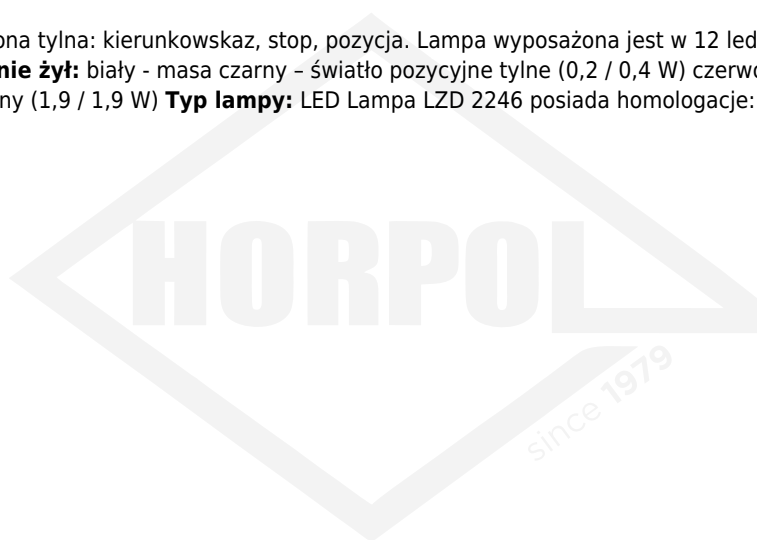 ona tylna: kierunkowskaz, stop, pozycja. Lampa wyposażona jest w 12 led
nie żył: biały - masa czarny – światło pozycyjne tylne (0,2 / 0,4 W) czerwo
ny (1,9 / 1,9 W) Typ lampy: LED Lampa LZD 2246 posiada homologacje:
HORPOL
since 1979